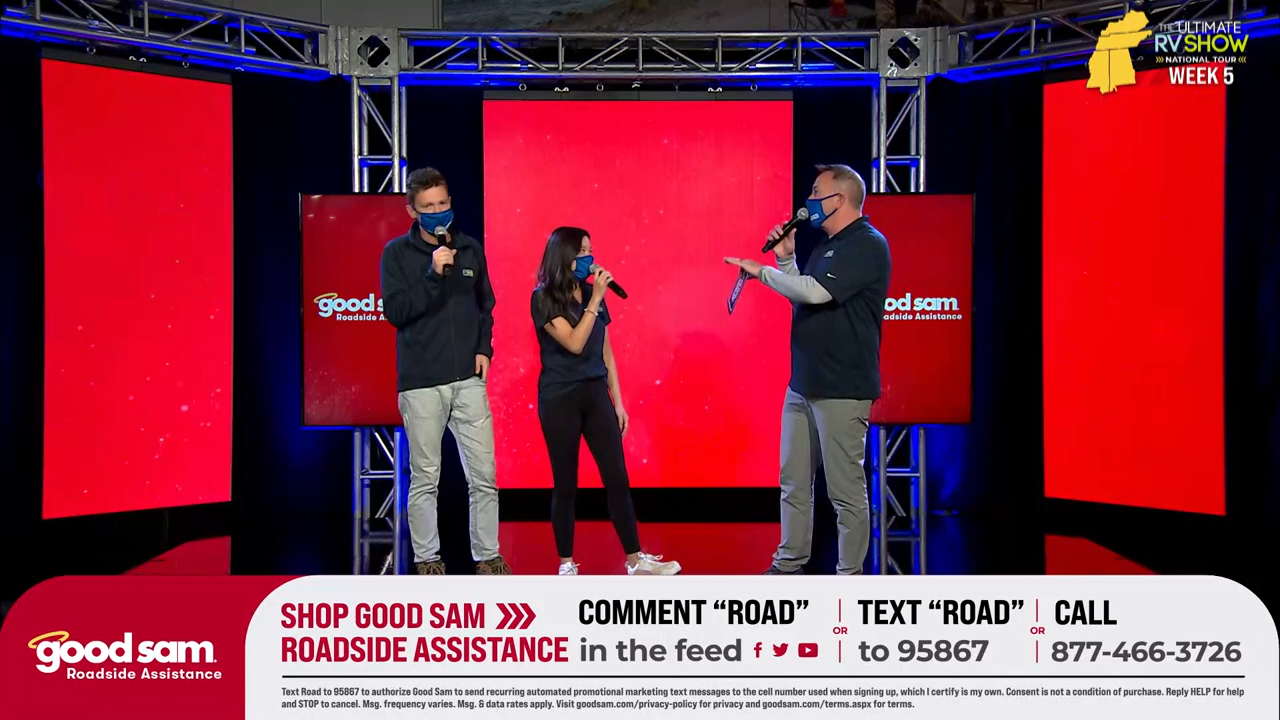 THE ULTIMATE
RV SHOW
NATIONAL TOUR
WEEK 5
good s
Roadside A
od sam
adside Assistance
good sam.
Roadside Assistance
SHOP GOOD SAM
ROADSIDE ASSISTANCE
COMMENT “ROAD”
in the feed
OR
TEXT “ROAD”
to 95867
OR
CALL
877-466-3726
Text Road to 95867 to authorize Good Sam to send recurring automated promotional marketing text messages to the cell number used when signing up, which I certify is my own. Consent is not a condition of purchase. Reply HELP for help
and STOP to cancel. Msg. frequency varies. Msg. & data rates apply. Visit goodsam.com/privacy-policy for privacy and goodsam.com/terms.aspx for terms.